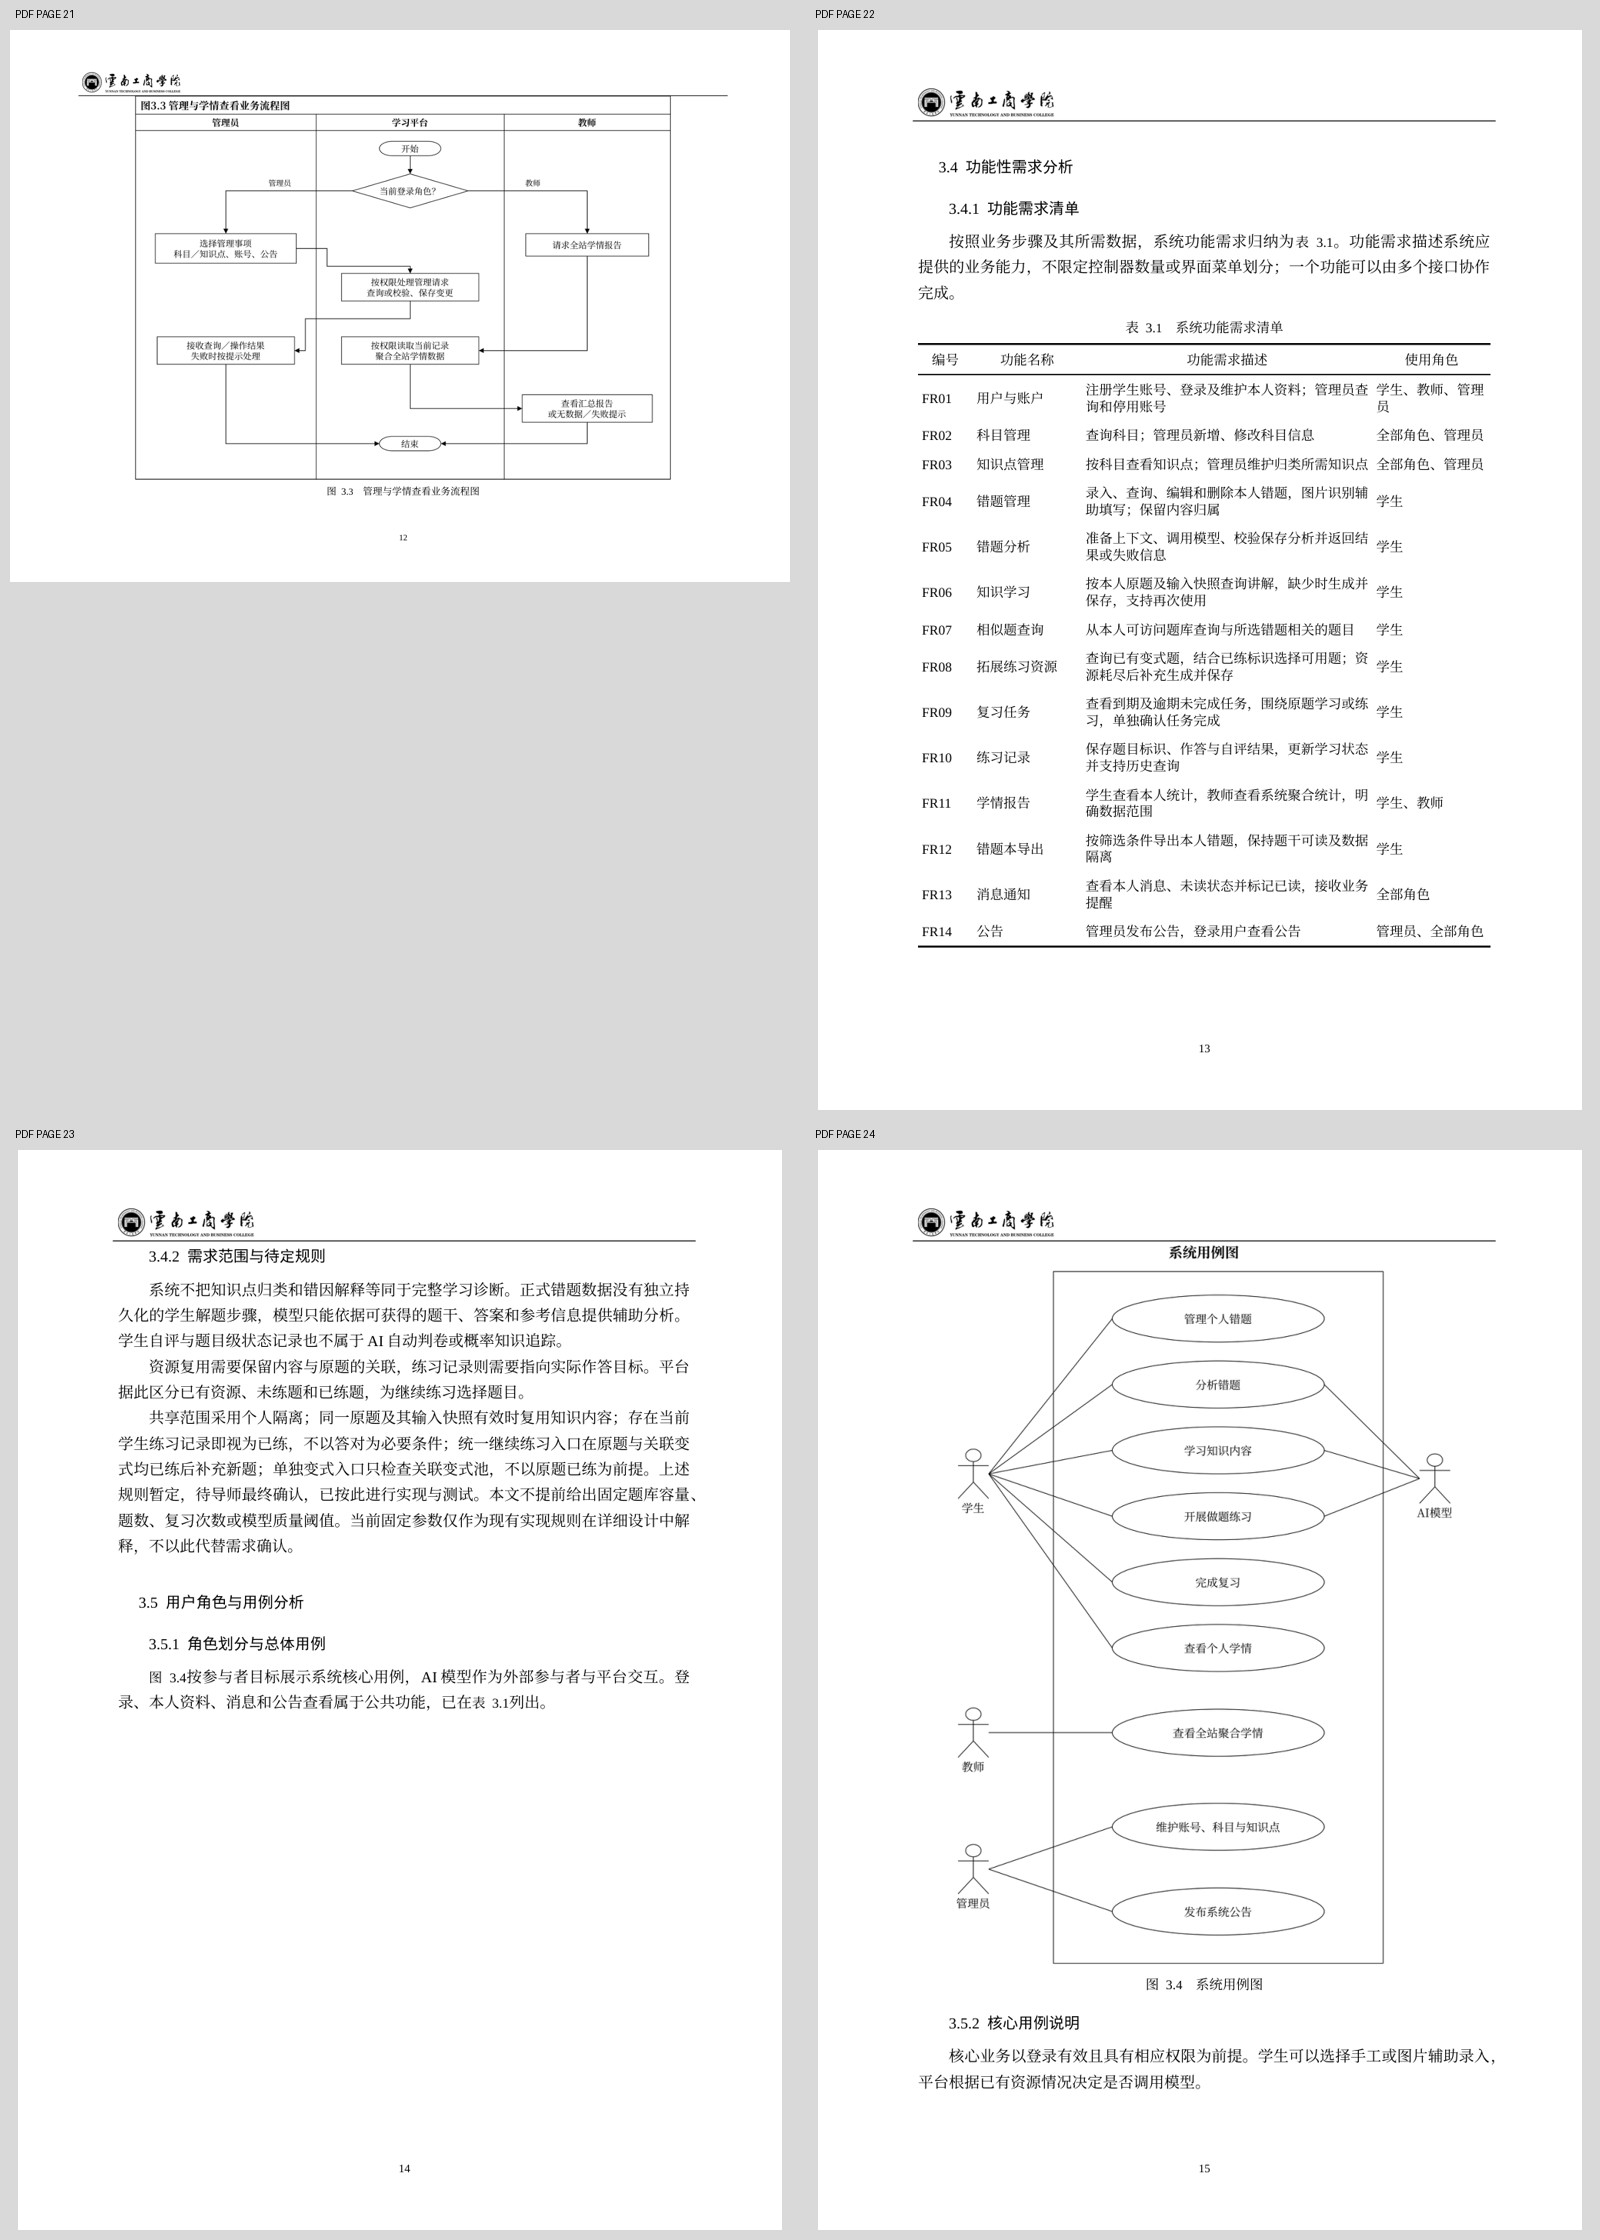 PDF PAGE 21
雲南工商學院
YUNNAN TECHNOLOGY AND BUSINESS COLLEGE
图3.3 管理与学情查看业务流程图
管理员
学习平台
教师
开始
当前登录角色?
管理员
教师
选择管理事项
科目／知识点、账号、公告
请求全站学情报告
按权限处理管理请求
查询或校验、保存变更
接收查询／操作结果
失败时按提示处理
按权限读取当前记录
聚合全站学情数据
查看汇总报告
或无数据／失败提示
结束
图 3.3 管理与学情查看业务流程图
12
PDF PAGE 22
雲南工商學院
YUNNAN TECHNOLOGY AND BUSINESS COLLEGE
3.4 功能性需求分析
3.4.1 功能需求清单
按照业务步骤及其所需数据，系统功能需求归纳为表 3.1。功能需求描述系统应
提供的业务能力，不限定控制器数量或界面菜单划分；一个功能可以由多个接口协作
完成。
表 3.1 系统功能需求清单
编号 功能名称 功能需求描述 使用角色
FR01 用户与账户 注册学生账号、登录及维护本人资料；管理员查 学生、教师、管理
询和停用账号 员
FR02 科目管理 查询科目；管理员新增、修改科目信息 全部角色、管理员
FR03 知识点管理 按科目查看知识点；管理员维护归类所需知识点 全部角色、管理员
FR04 错题管理 录入、查询、编辑和删除本人错题，图片识别辅 学生
助填写；保留内容归属
FR05 错题分析 准备上下文、调用模型、校验保存分析并返回结 学生
果或失败信息
FR06 知识学习 按本人原题及输入快照查询讲解，缺少时生成并 学生
保存，支持再次使用
FR07 相似题查询 从本人可访问题库查询与所选错题相关的题目 学生
FR08 拓展练习资源 查询已有变式题，结合已练标识选择可用题；资 学生
源耗尽后补充生成并保存
FR09 复习任务 查看到期及逾期未完成任务，围绕原题学习或练 学生
习，单独确认任务完成
FR10 练习记录 保存题目标识、作答与自评结果，更新学习状态 学生
并支持历史查询
FR11 学情报告 学生查看本人统计，教师查看系统聚合统计，明 学生、教师
确数据范围
FR12 错题本导出 按筛选条件导出本人错题，保持题干可读及数据 学生
隔离
FR13 消息通知 查看本人消息、未读状态并标记已读，接收业务 全部角色
提醒
FR14 公告 管理员发布公告，登录用户查看公告 管理员、全部角色
13
PDF PAGE 23
雲南工商學院
YUNNAN TECHNOLOGY AND BUSINESS COLLEGE
3.4.2 需求范围与待定规则
系统不把知识点归类和错因解释等同于完整学习诊断。正式错题数据没有独立持
久化的学生解题步骤，模型只能依据可获得的题干、答案和参考信息提供辅助分析。
学生自评与题目级状态记录也不属于 AI 自动判卷或概率知识追踪。
资源复用需要保留内容与原题的关联，练习记录则需要指向实际作答目标。平台
据此区分已有资源、未练题和已练题，为继续练习选择题目。
共享范围采用个人隔离；同一原题及其输入快照有效时复用知识内容；存在当前
学生练习记录即视为已练，不以答对为必要条件；统一继续练习入口在原题与关联变
式均已练后补充新题；单独变式入口只检查关联变式池，不以原题已练为前提。上述
规则暂定，待导师最终确认，已按此进行实现与测试。本文不提前给出固定题库容量、
题数、复习次数或模型质量阈值。当前固定参数仅作为现有实现规则在详细设计中解
释，不以此代替需求确认。
3.5 用户角色与用例分析
3.5.1 角色划分与总体用例
图 3.4按参与者目标展示系统核心用例，AI 模型作为外部参与者与平台交互。登
录、本人资料、消息和公告查看属于公共功能，已在表 3.1列出。
14
PDF PAGE 24
雲南工商學院
YUNNAN TECHNOLOGY AND BUSINESS COLLEGE
系统用例图
管理个人错题
分析错题
学习知识内容
开展做题练习
完成复习
查看个人学情
学生
AI模型
查看全站聚合学情
教师
维护账号、科目与知识点
管理员
发布系统公告
图 3.4 系统用例图
3.5.2 核心用例说明
核心业务以登录有效且具有相应权限为前提。学生可以选择手工或图片辅助录入，
平台根据已有资源情况决定是否调用模型。
15